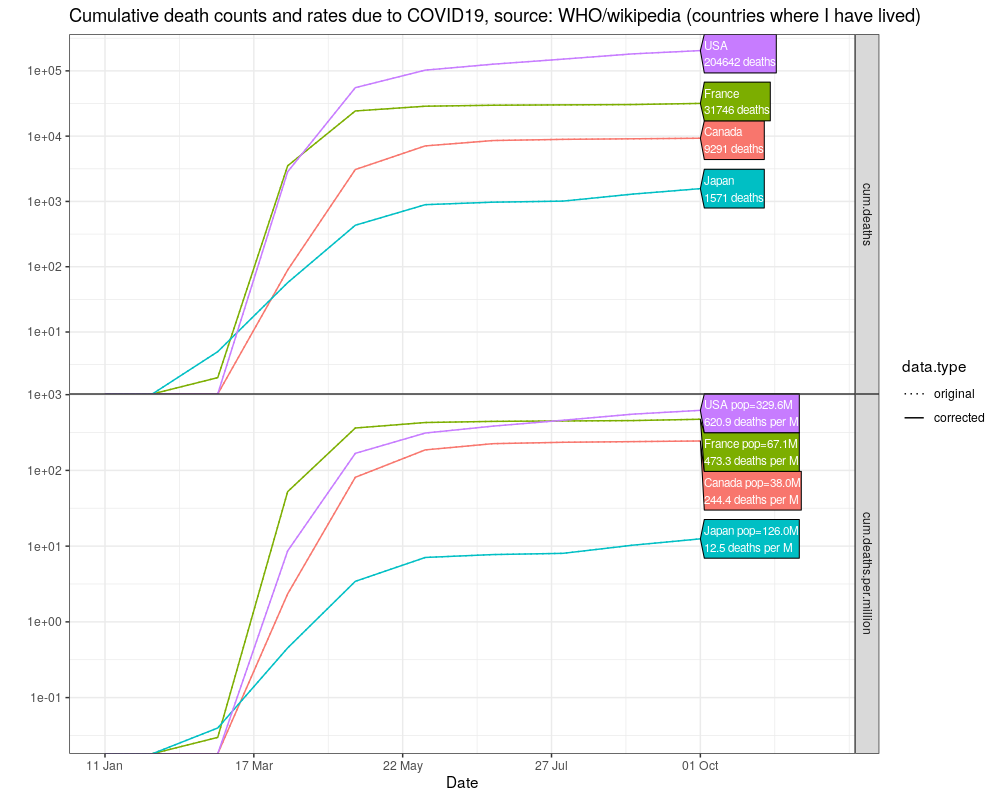 Cumulative death counts and rates due to COVID19, source: WHO/wikipedia (countries where I have lived)
1e+05
1e+04
1e+03
1e+02
1e+01
USA
204642 deaths
France
31746 deaths
Canada
9291 deaths
Japan
1571 deaths
cum.deaths
1e+03
1e+02
1e+01
1e+00
1e-01
USA pop=329.6M
620.9 deaths per M
France pop=67.1M
473.3 deaths per M
Canada pop=38.0M
244.4 deaths per M
Japan pop=126.0M
12.5 deaths per M
cum.deaths.per.million
11 Jan
17 Mar
22 May
27 Jul
01 Oct
Date
data.type
original
corrected